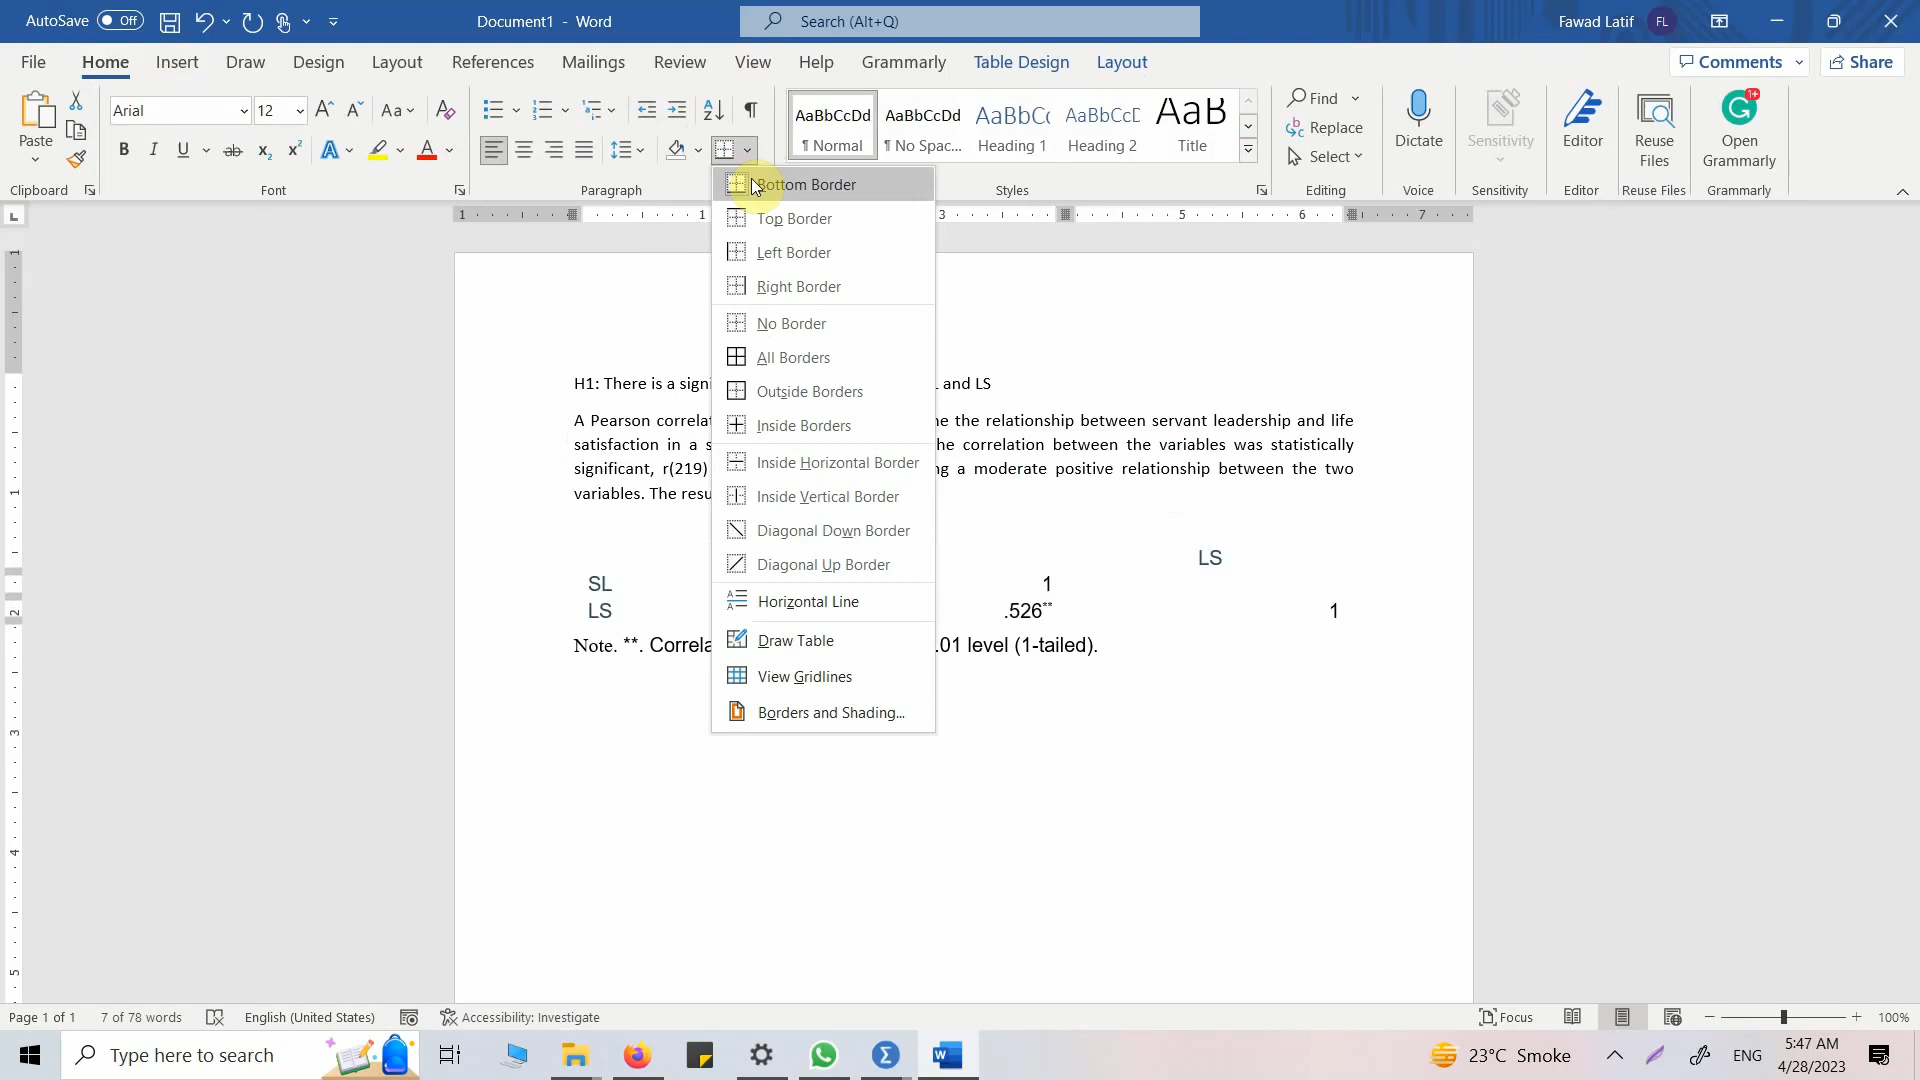 AutoSave Off Document1 - Word Search (Alt+Q) Fawad Latif FL
File Home Insert Draw Design Layout References Mailings Review View Help Grammarly Table Design Layout Comments Share
Paste Arial 12 Aa AaBbCcDd AaBbCcDd AaBbCc AaBbCcD AaB Find Replace Select Dictate Sensitivity Editor Reuse Files Open Grammarly
¶ Normal ¶ No Spac... Heading 1 Heading 2 Title
Clipboard Font Paragraph Styles Editing Voice Sensitivity Editor Reuse Files Grammarly
Bottom Border
Top Border
Left Border
Right Border
No Border
All Borders
Outside Borders
Inside Borders
Inside Horizontal Border
Inside Vertical Border
Diagonal Down Border
Diagonal Up Border
Horizontal Line
Draw Table
View Gridlines
Borders and Shading...
H1: There is a and LS
A Pearson the relationship between servant leadership and life
satisfaction in a correlation between the variables was statistically
significant, r(219) a moderate positive relationship between the two
variables. The
LS
SL 1
LS .526** 1
Note. **. .01 level (1-tailed).
Page 1 of 1 7 of 78 words English (United States) Accessibility: Investigate Focus 100%
Type here to search 23°C Smoke ENG 5:47 AM
4/28/2023